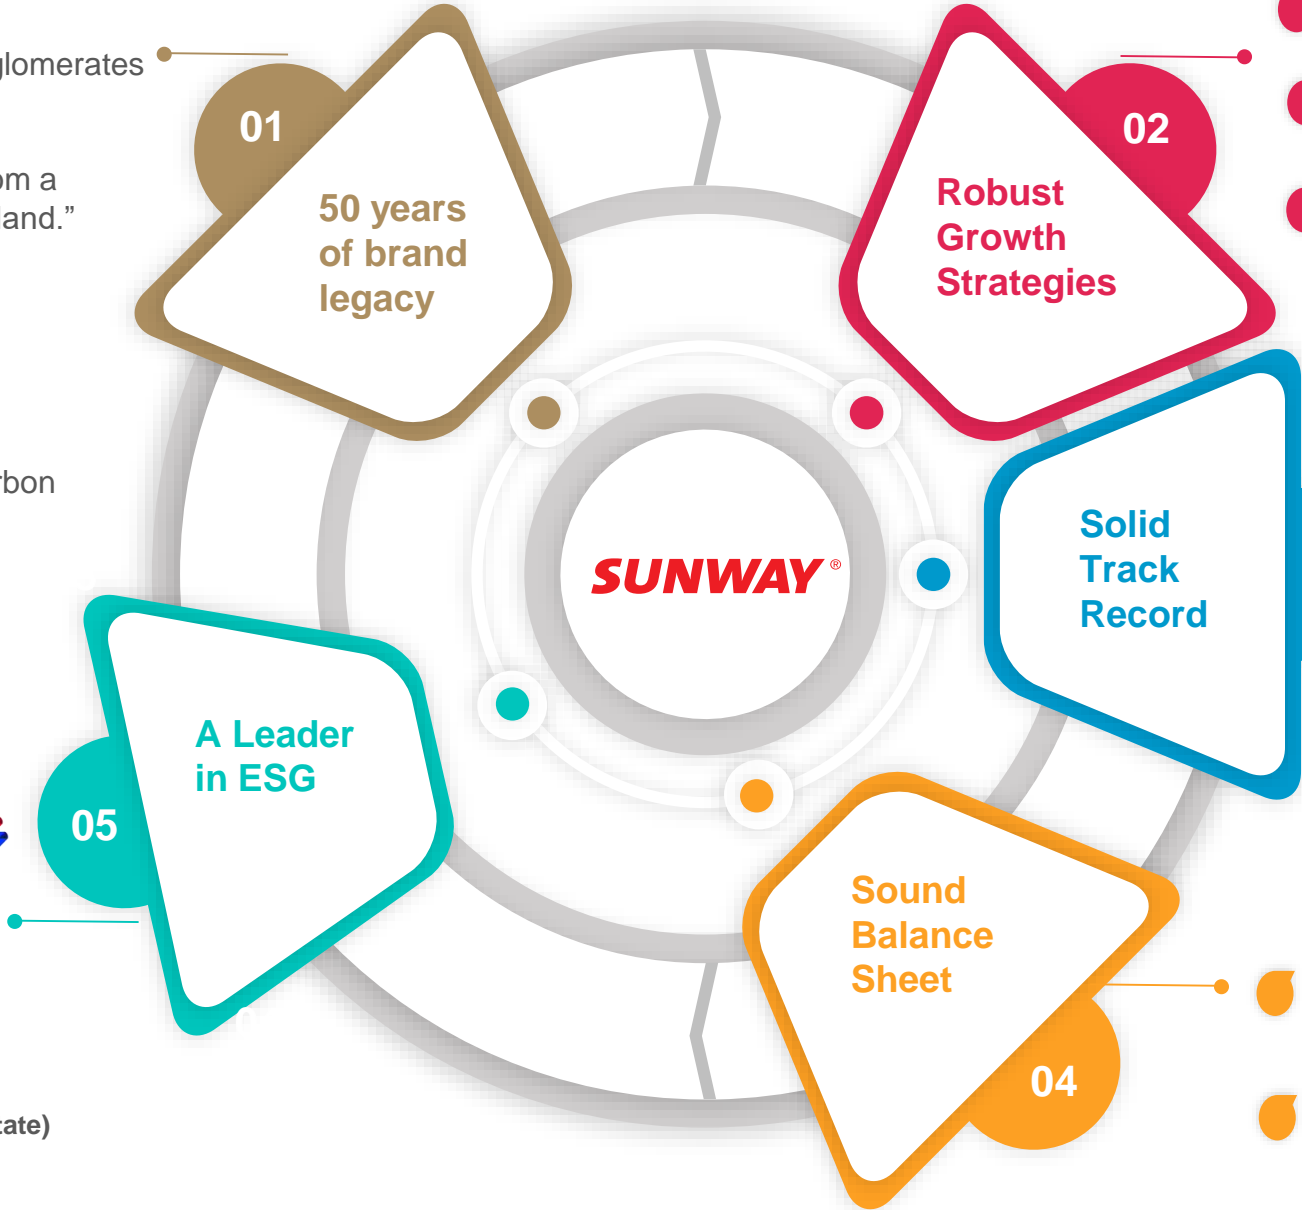 glomerates
om a
land.”
rbon
tate)
01
50 years
of brand
legacy
02
Robust
Growth
Strategies
Solid
Track
Record
SUNWAY®
A Leader
in ESG
05
Sound
Balance
Sheet
04